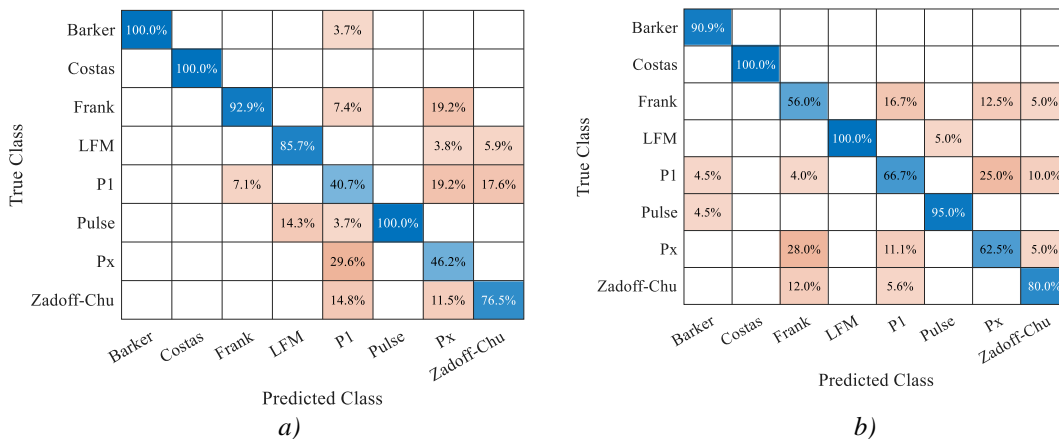 True Class
Barker 100.0% 3.7%
Costas 100.0%
Frank 92.9% 7.4% 19.2%
LFM 85.7% 3.8% 5.9%
P1 7.1% 40.7% 19.2% 17.6%
Pulse 14.3% 3.7% 100.0%
Px 29.6% 46.2%
Zadoff-Chu 14.8% 11.5% 76.5%
Barker Costas Frank LFM P1 Pulse Px Zadoff-Chu
Predicted Class
a)
True Class
Barker 90.9%
Costas 100.0%
Frank 56.0% 16.7% 12.5% 5.0%
LFM 100.0% 5.0%
P1 4.5% 4.0% 66.7% 25.0% 10.0%
Pulse 4.5% 95.0%
Px 28.0% 11.1% 62.5% 5.0%
Zadoff-Chu 12.0% 5.6% 80.0%
Barker Costas Frank LFM P1 Pulse Px Zadoff-Chu
Predicted Class
b)